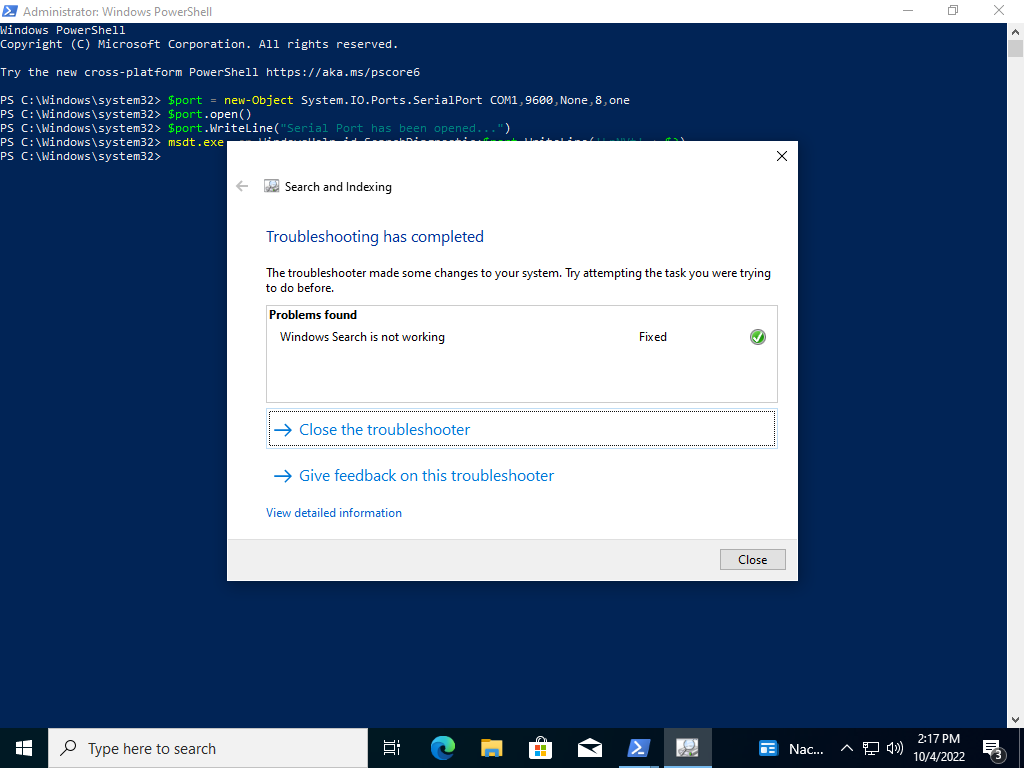 Administrator: Windows PowerShell
Windows PowerShell
Copyright (C) Microsoft Corporation. All rights reserved.
Try the new cross-platform PowerShell https://aka.ms/pscore6
PS C:\Windows\system32> $port = new-Object System.IO.Ports.SerialPort COM1,9600,None,8,one
PS C:\Windows\system32> $port.open()
PS C:\Windows\system32> $port.WriteLine("Serial Port has been opened...")
PS C:\Windows\system32> msdt.exe
PS C:\Windows\system32>
Search and Indexing
Troubleshooting has completed
The troubleshooter made some changes to your system. Try attempting the task you were trying
to do before.
Problems found
Windows Search is not working Fixed
Close the troubleshooter
Give feedback on this troubleshooter
View detailed information
Close
Type here to search
Nac...
2:17 PM
10/4/2022
3